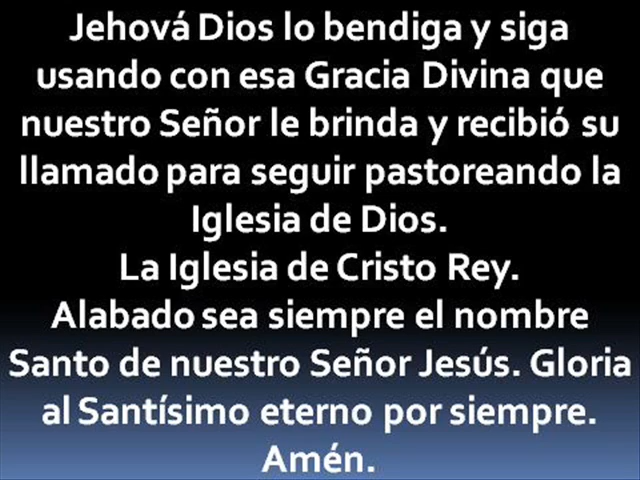 Jehová Dios lo bendiga y siga
usando con esa Gracia Divina que
nuestro Señor le brinda y recibió su
llamado para seguir pastoreando la
Iglesia de Dios.
La Iglesia de Cristo Rey.
Alabado sea siempre el nombre
Santo de nuestro Señor Jesús. Gloria
al Santísimo eterno por siempre.
Amén.